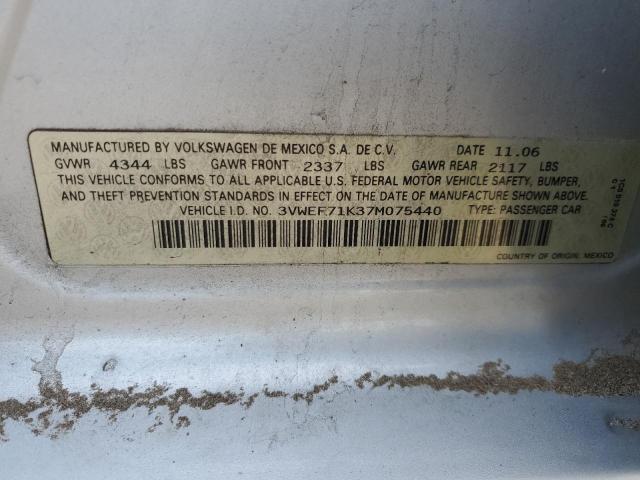 MANUFACTURED BY VOLKSWAGEN DE MEXICO S.A. DE C.V. DATE 11.06
GVWR 4344 LBS GAWR FRONT 2337 LBS GAWR REAR 2117 LBS
THIS VEHICLE CONFORMS TO ALL APPLICABLE U.S. FEDERAL MOTOR VEHICLE SAFETY, BUMPER,
AND THEFT PREVENTION STANDARDS IN EFFECT ON THE DATE OF MANUFACTURE SHOWN ABOVE.
VEHICLE I.D. NO. 3VWEF71K37M075440 TYPE: PASSENGER CAR
COUNTRY OF ORIGIN: MEXICO